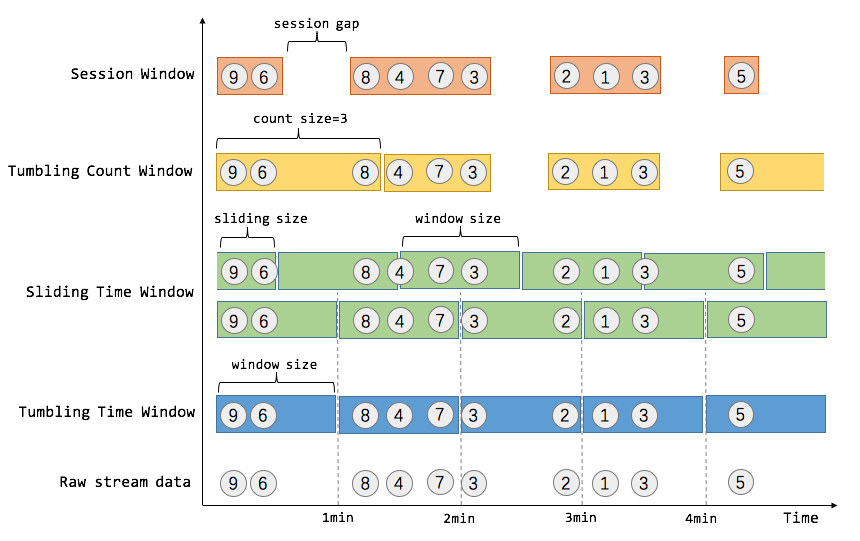 session gap
Session Window
9 6 8 4 7 3 2 1 3 5
count size=3
Tumbling Count Window
9 6 8 4 7 3 2 1 3 5
sliding size
window size
9 6 8 4 7 3 2 1 3 5
Sliding Time Window
9 6 8 4 7 3 2 1 3 5
window size
Tumbling Time Window
9 6 8 4 7 3 2 1 3 5
Raw stream data
9 6 8 4 7 3 2 1 3 5
1min 2min 3min 4min Time